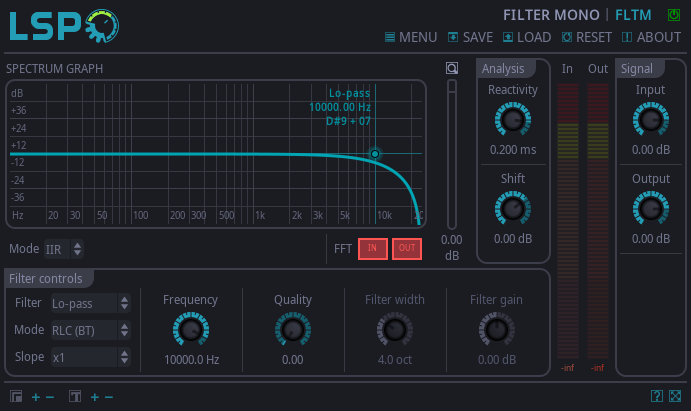 LSP
FILTER MONO | FLTM
MENU SAVE LOAD RESET ABOUT
SPECTRUM GRAPH
dB
+36
+24
+12
-12
-24
-36
Hz 20 30 50 100 200 300 500 1k 2k 3k 5k 10k
Lo-pass
10000.00 Hz
D#9 + 07
0.00
dB
Analysis
Reactivity
0.200 ms
Shift
0.00 dB
In Out
-inf -inf
Signal
Input
0.00 dB
Output
0.00 dB
Mode IIR
FFT IN OUT
Filter controls
Filter Lo-pass
Mode RLC (BT)
Slope x1
Frequency
10000.0 Hz
Quality
0.00
Filter width
4.0 oct
Filter gain
0.00 dB
+ − + −
?